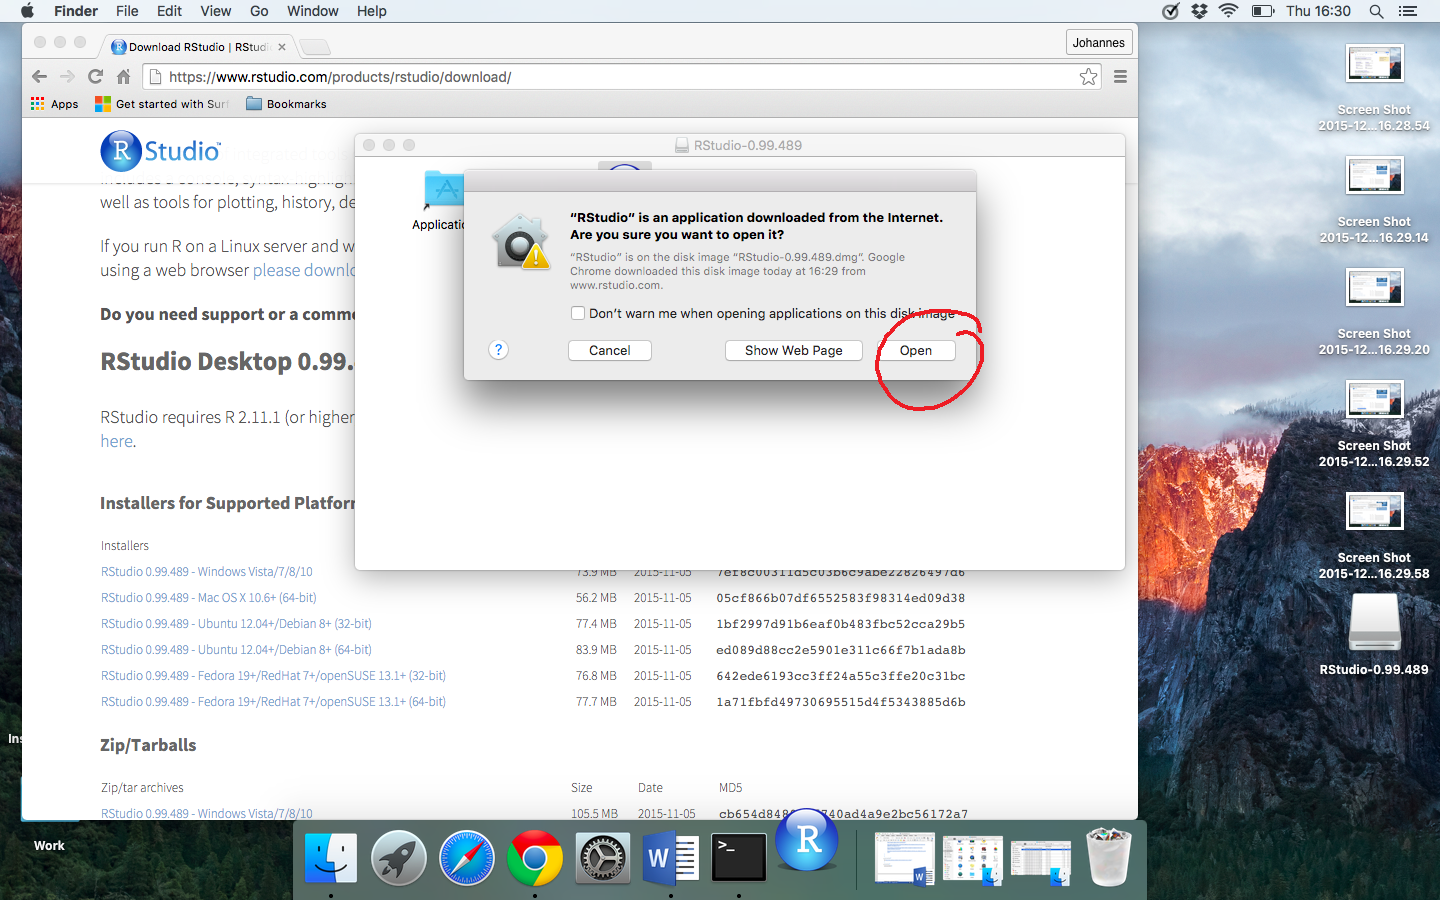 Finder File Edit View Go Window Help Thu 16:30
Download RStudio | RStudi Johannes
https://www.rstudio.com/products/rstudio/download/
Apps Get started with Surf Bookmarks
R Studio™
well as tools for plotting, history, de
If you run R on a Linux server and w
using a web browser please downlo
Do you need support or a comme
RStudio Desktop 0.99.
RStudio requires R 2.11.1 (or higher
here.
Installers for Supported Platforr
Installers
RStudio 0.99.489 - Windows Vista/7/8/10 73.9 MB 2015-11-05 7ef8c00311d5c03b6c9abe22826497d6
RStudio 0.99.489 - Mac OS X 10.6+ (64-bit) 56.2 MB 2015-11-05 05cf866b07df6552583f98314ed09d38
RStudio 0.99.489 - Ubuntu 12.04+/Debian 8+ (32-bit) 77.4 MB 2015-11-05 1bf2997d91b6eaf0b483fbc52cca29b5
RStudio 0.99.489 - Ubuntu 12.04+/Debian 8+ (64-bit) 83.9 MB 2015-11-05 ed089d88cc2e5901e311c66f7b1ada8b
RStudio 0.99.489 - Fedora 19+/RedHat 7+/openSUSE 13.1+ (32-bit) 76.8 MB 2015-11-05 642ede6193cc3ff24a55c3ffe20c31bc
RStudio 0.99.489 - Fedora 19+/RedHat 7+/openSUSE 13.1+ (64-bit) 77.7 MB 2015-11-05 1a71fbfd49730695515d4f5343885d6b
Zip/Tarballs
Zip/tar archives Size Date MD5
RStudio 0.99.489 - Windows Vista/7/8/10 105.5 MB 2015-11-05
RStudio-0.99.489
Applicatio
“RStudio” is an application downloaded from the Internet.
Are you sure you want to open it?
“RStudio” is on the disk image “RStudio-0.99.489.dmg”. Google
Chrome downloaded this disk image today at 16:29 from
www.rstudio.com.
Don’t warn me when opening applications on this disk image
? Cancel Show Web Page Open
Screen Shot
2015-12...16.28.54
Screen Shot
2015-12...16.29.14
Screen Shot
2015-12...16.29.20
Screen Shot
2015-12...16.29.52
Screen Shot
2015-12...16.29.58
RStudio-0.99.489
Ins
Work
W >_ R